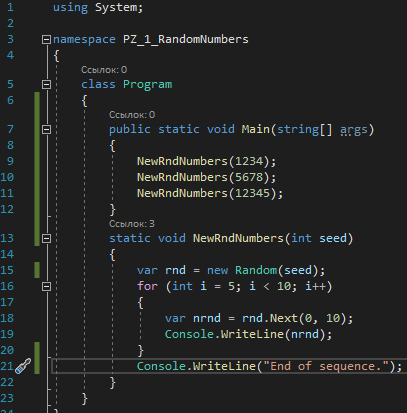 1 using System;
2
3 namespace PZ_1_RandomNumbers
4 {
Ссылок: 0
5 class Program
6 {
Ссылок: 0
7 public static void Main(string[] args)
8 {
9 NewRndNumbers(1234);
10 NewRndNumbers(5678);
11 NewRndNumbers(12345);
12 }
Ссылок: 3
13 static void NewRndNumbers(int seed)
14 {
15 var rnd = new Random(seed);
16 for (int i = 5; i < 10; i++)
17 {
18 var nrnd = rnd.Next(0, 10);
19 Console.WriteLine(nrnd);
20 }
21 Console.WriteLine("End of sequence.");
22 }
23 }